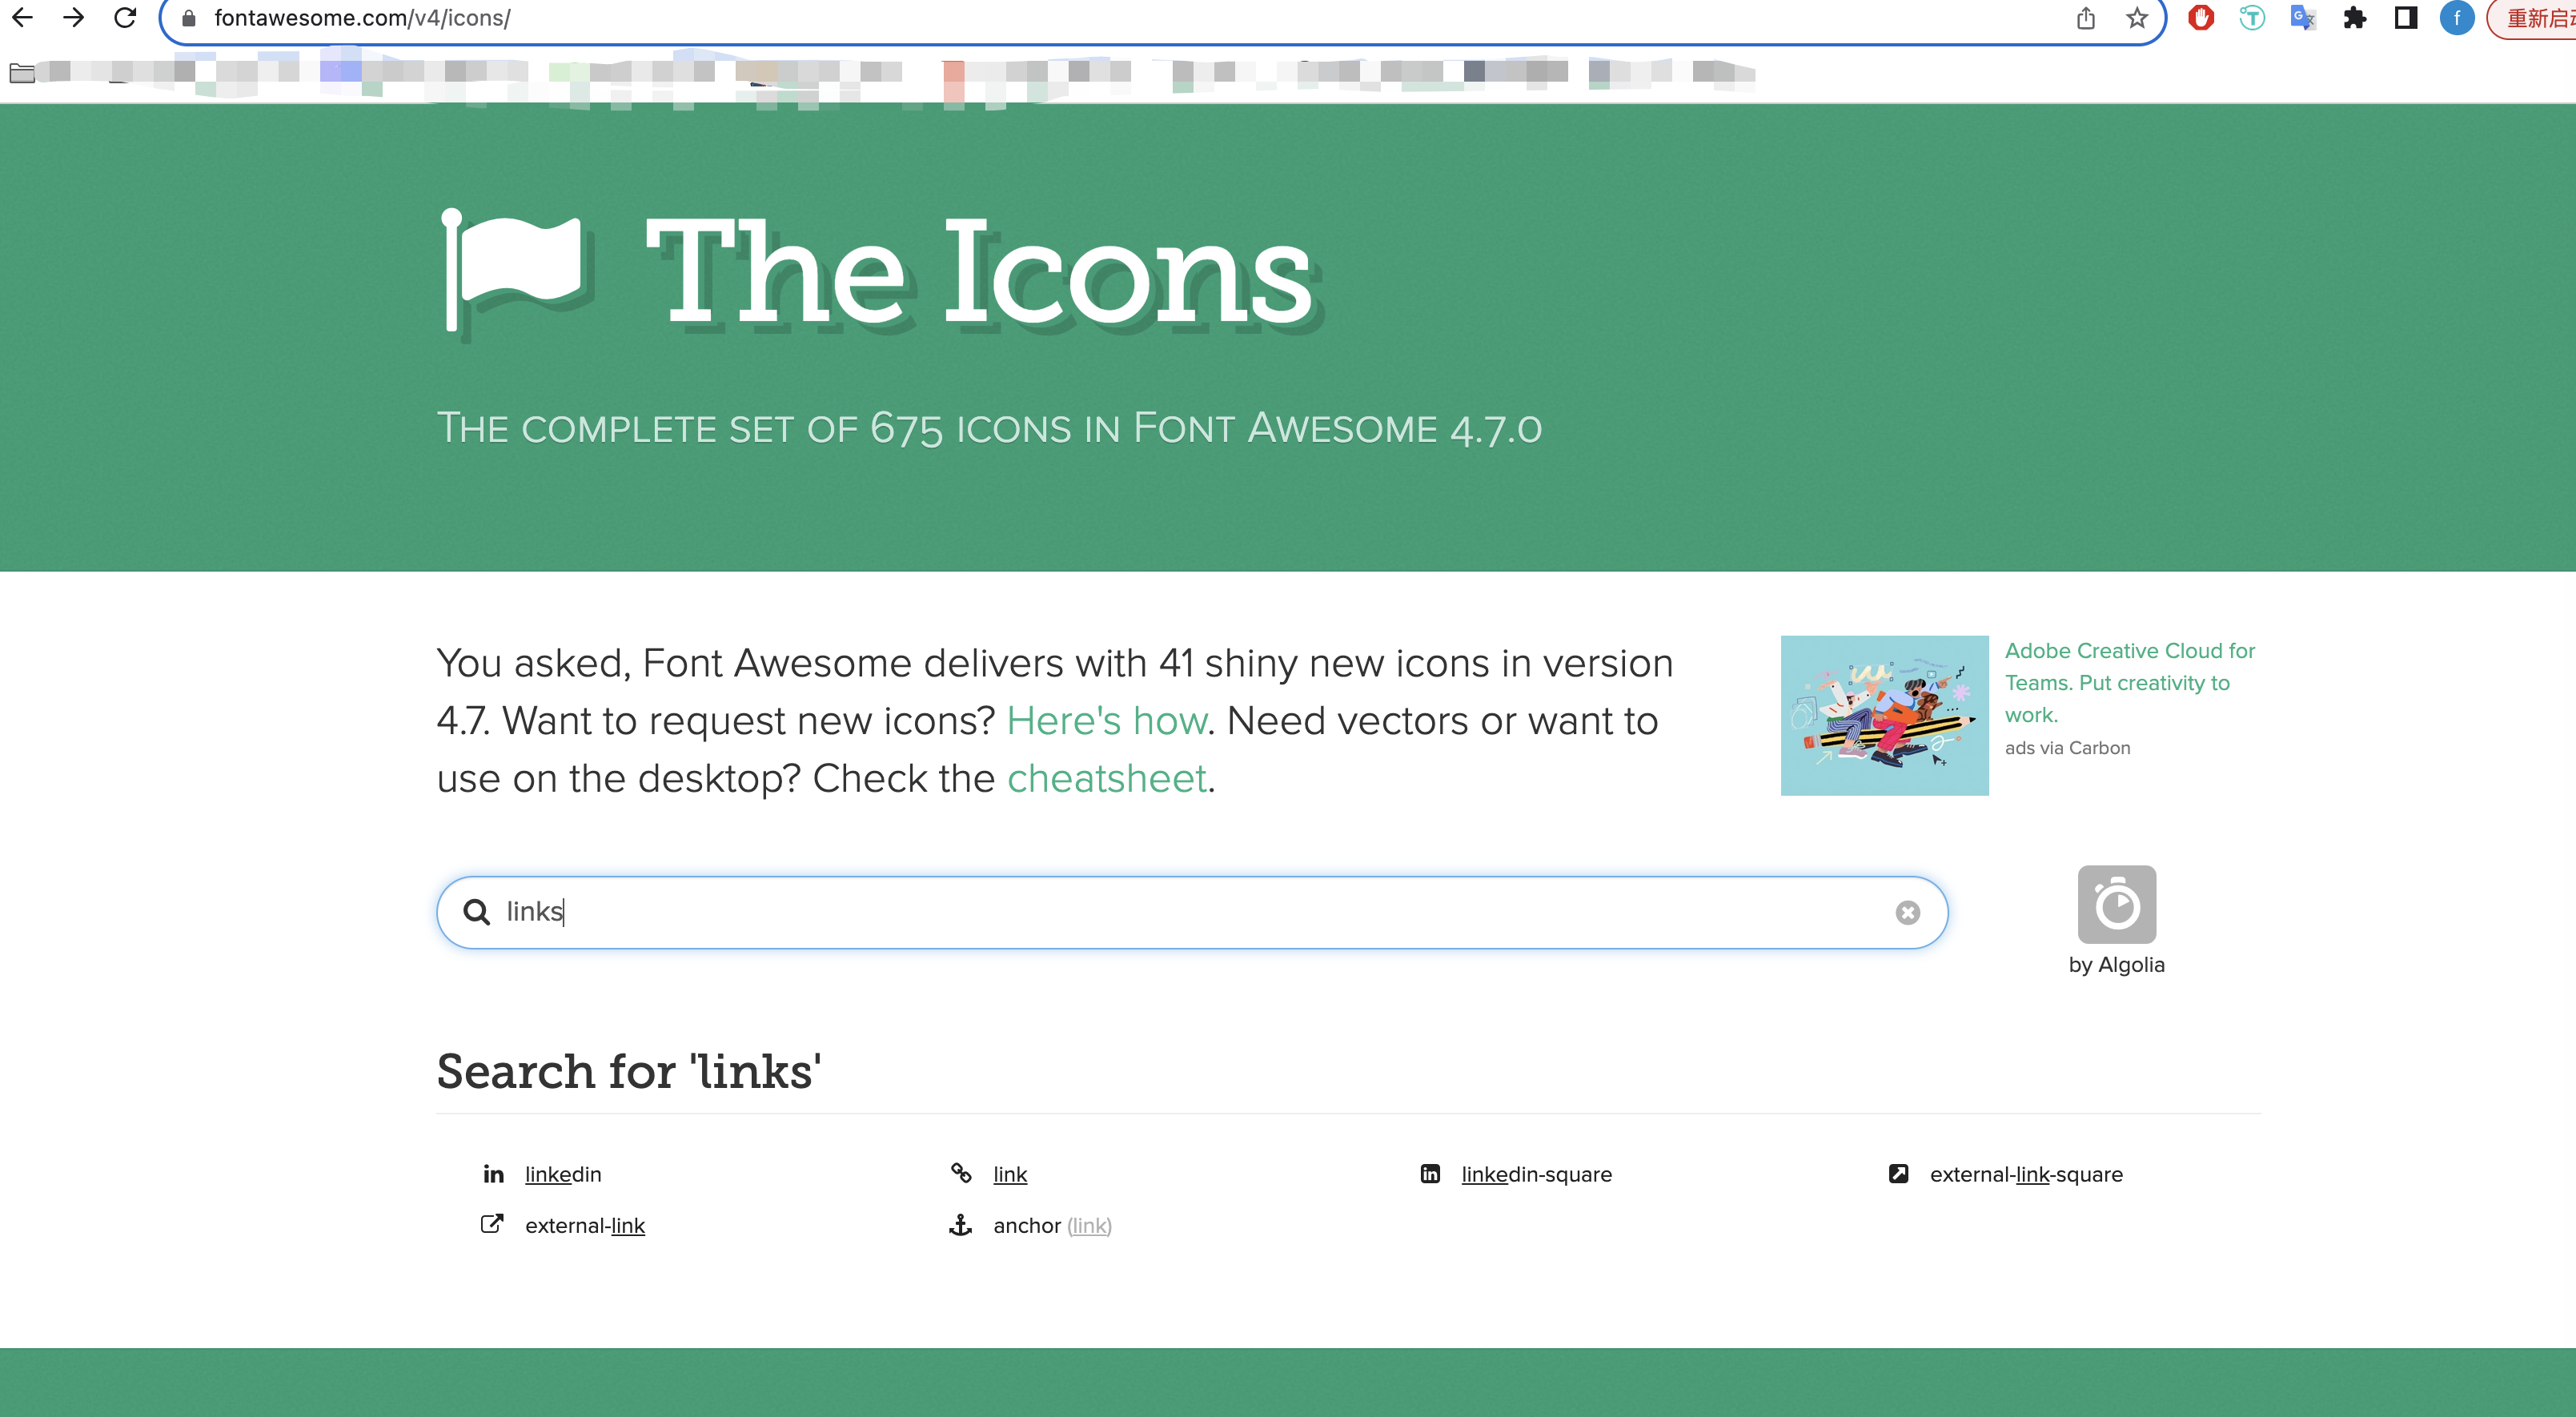 fontawesome.com/v4/icons/
f
重新启动
The Icons
The complete set of 675 icons in Font Awesome 4.7.0
You asked, Font Awesome delivers with 41 shiny new icons in version
4.7. Want to request new icons? Here's how. Need vectors or want to
use on the desktop? Check the cheatsheet.
Adobe Creative Cloud for
Teams. Put creativity to
work.
ads via Carbon
links
by Algolia
Search for 'links'
linkedin
link
linkedin-square
external-link-square
external-link
anchor (link)